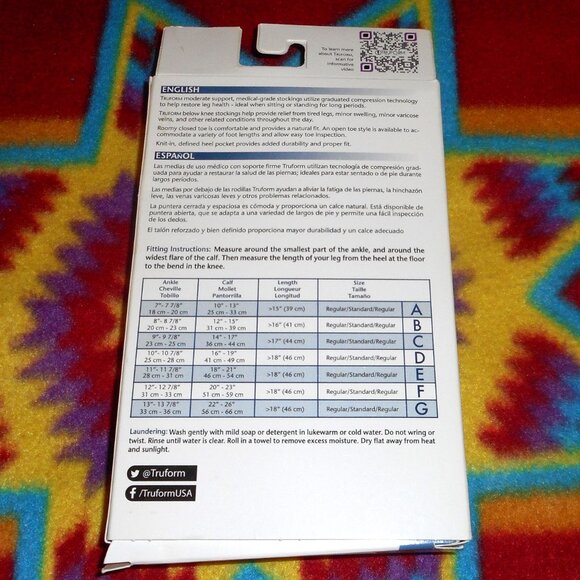 To learn more
about TRUFORM,
scan for
informative
video
TRUFORM
ENGLISH
TRUFORM moderate support, medical-grade stockings utilize graduated compression technology
to help restore leg health - ideal when sitting or standing for long periods.
TRUFORM below knee stockings help provide relief from tired legs, minor swelling, minor varicose
veins, and other related conditions throughout the day.
Roomy closed toe is comfortable and provides a natural fit. An open toe style is available to ac-
commodate a variety of foot lengths and allow easy toe inspection.
Knit-in, defined heel pocket provides added durability and proper fit.
ESPAÑOL
Las medias de uso médico con soporte firme Truform utilizan tecnología de compresión grad-
uada para ayudar a restaurar la salud de las piernas; ideales para estar sentado o de pie durante
largos períodos.
Las medias por debajo de las rodillas Truform ayudan a aliviar la fatiga de las piernas, la hinchazón
leve, las venas varicosas leves y otros problemas relacionados.
La puntera cerrada y espaciosa es cómoda y proporciona un calce natural. Está disponible de
puntera abierta, que se adapta a una variedad de largos de pie y permite una fácil inspección
de los dedos.
El talón reforzado y bien definido proporciona mayor durabilidad y un calce adecuado.
Fitting Instructions: Measure around the smallest part of the ankle, and around the
widest flare of the calf. Then measure the length of your leg from the heel at the floor
to the bend in the knee.
Ankle Calf Length Size
Cheville Mollet Longueur Taille
Tobillo Pantorrilla Longitud Tamaño
7"- 7 7/8" 10" - 13" >15" (39 cm) Regular/Standard/Regular A
18 cm - 20 cm 25 cm - 33 cm
8"- 8 7/8" 12" - 15" >16" (41 cm) Regular/Standard/Regular B
20 cm - 23 cm 31 cm - 39 cm
9"- 9 7/8" 14" - 17" >17" (44 cm) Regular/Standard/Regular C
23 cm - 25 cm 36 cm - 44 cm
10"- 10 7/8" 16" - 19" >18" (46 cm) Regular/Standard/Regular D
25 cm - 28 cm 41 cm - 49 cm
11"- 11 7/8" 18" - 21" >18" (46 cm) Regular/Standard/Regular E
28 cm - 31 cm 46 cm - 54 cm
12"- 12 7/8" 20" - 23" >18" (46 cm) Regular/Standard/Regular F
31 cm - 33 cm 51 cm - 59 cm
13"- 13 7/8" 22" - 26" >18" (46 cm) Regular/Standard/Regular G
33 cm - 36 cm 56 cm - 66 cm
Laundering: Wash gently with mild soap or detergent in lukewarm or cold water. Do not wring or
twist. Rinse until water is clear. Roll in a towel to remove excess moisture. Dry flat away from heat
and sunlight.
@Truform
/TruformUSA